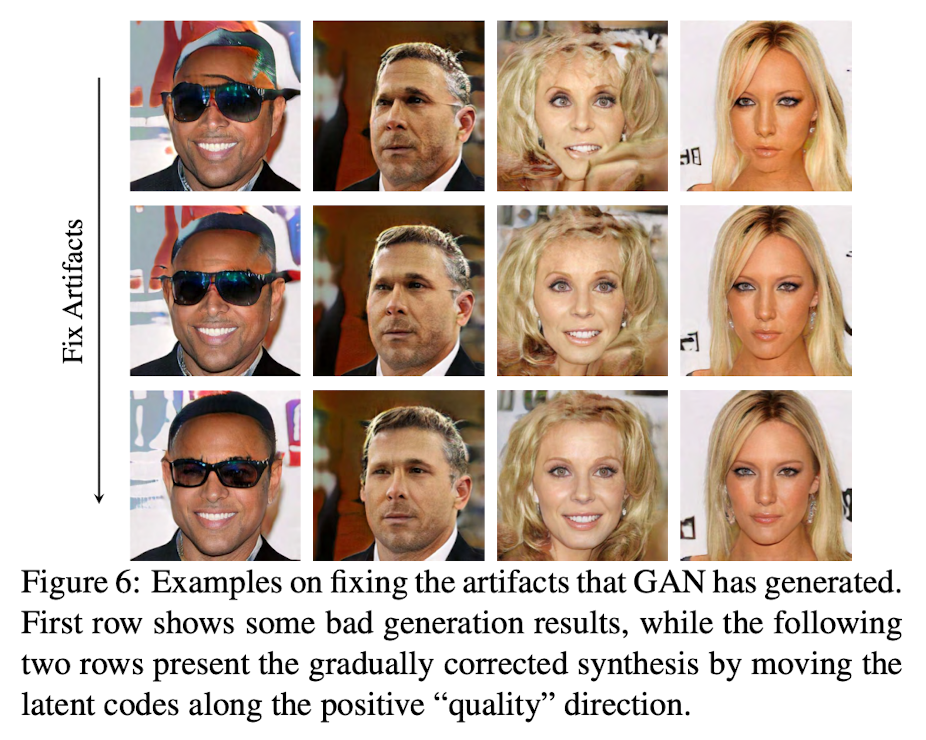 Fix Artifacts
Figure 6: Examples on fixing the artifacts that GAN has generated.
First row shows some bad generation results, while the following
two rows present the gradually corrected synthesis by moving the
latent codes along the positive “quality” direction.